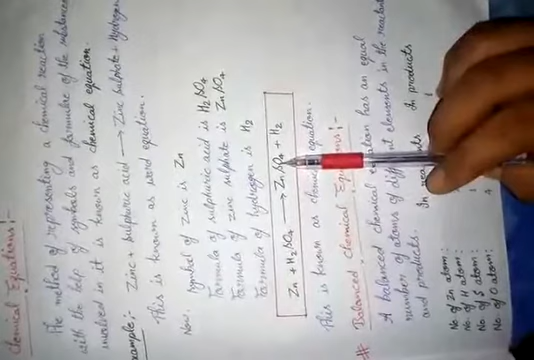 Chemical Equations:-
The method of representing a chemical reaction
with the help of symbols and formulae of the substances
involved in it is known as chemical equation.
Example:- Zinc + sulphuric acid → Zinc sulphate + Hydrogen
This is known as word equation.
Now, Symbol of Zinc is Zn
Formula of sulphuric acid is H₂SO₄
Formula of zinc sulphate is ZnSO₄
Formula of hydrogen is H₂
Zn + H₂SO₄ → ZnSO₄ + H₂
This is known as chemical equation.
# Balanced Chemical Equations:-
A balanced chemical equation has an equal
number of atoms of different elements in the reactants
and products.
In reactants In products
No. of Zn atom:
No. of H atom:
No. of S atom: 1
No. of O atom: 4